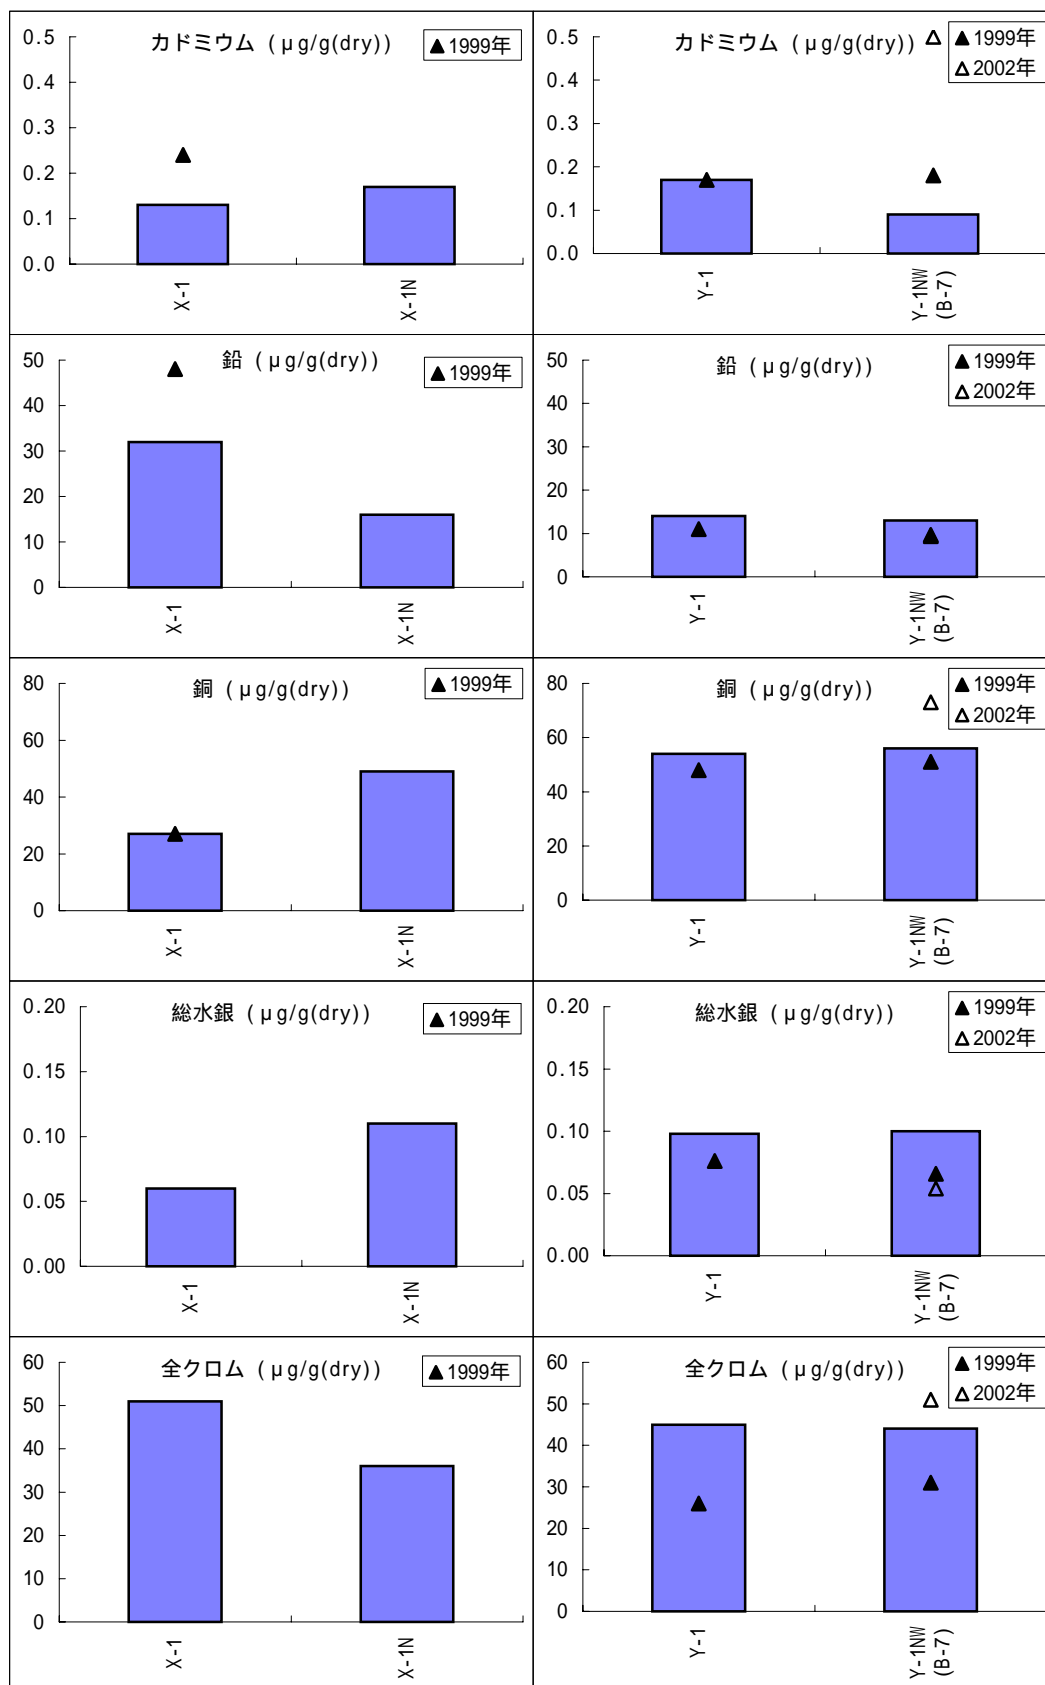 カドミウム (μg/g(dry))
▲1999年
0.5
0.4
0.3
0.2
0.1
0.0
X-1
X-1N
カドミウム (μg/g(dry))
▲1999年
△2002年
0.5
0.4
0.3
0.2
0.1
0.0
Y-1
Y-1NW
(B-7)
鉛 (μg/g(dry))
▲1999年
50
40
30
20
10
0
X-1
X-1N
鉛 (μg/g(dry))
▲1999年
△2002年
50
40
30
20
10
0
Y-1
Y-1NW
(B-7)
銅 (μg/g(dry))
▲1999年
80
60
40
20
0
X-1
X-1N
銅 (μg/g(dry))
▲1999年
△2002年
80
60
40
20
0
Y-1
Y-1NW
(B-7)
総水銀 (μg/g(dry))
▲1999年
0.20
0.15
0.10
0.05
0.00
X-1
X-1N
総水銀 (μg/g(dry))
▲1999年
△2002年
0.20
0.15
0.10
0.05
0.00
Y-1
Y-1NW
(B-7)
全クロム (μg/g(dry))
▲1999年
60
50
40
30
20
10
0
X-1
X-1N
全クロム (μg/g(dry))
▲1999年
△2002年
60
50
40
30
20
10
0
Y-1
Y-1NW
(B-7)